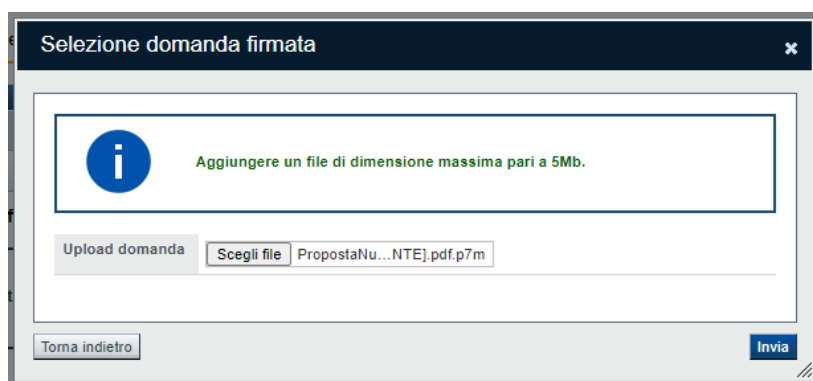 Selezione domanda firmata
Aggiungere un file di dimensione massima pari a 5Mb.
Upload domanda
Scegli file PropostaNu...NTE].pdf.p7m
Torna indietro
Invia